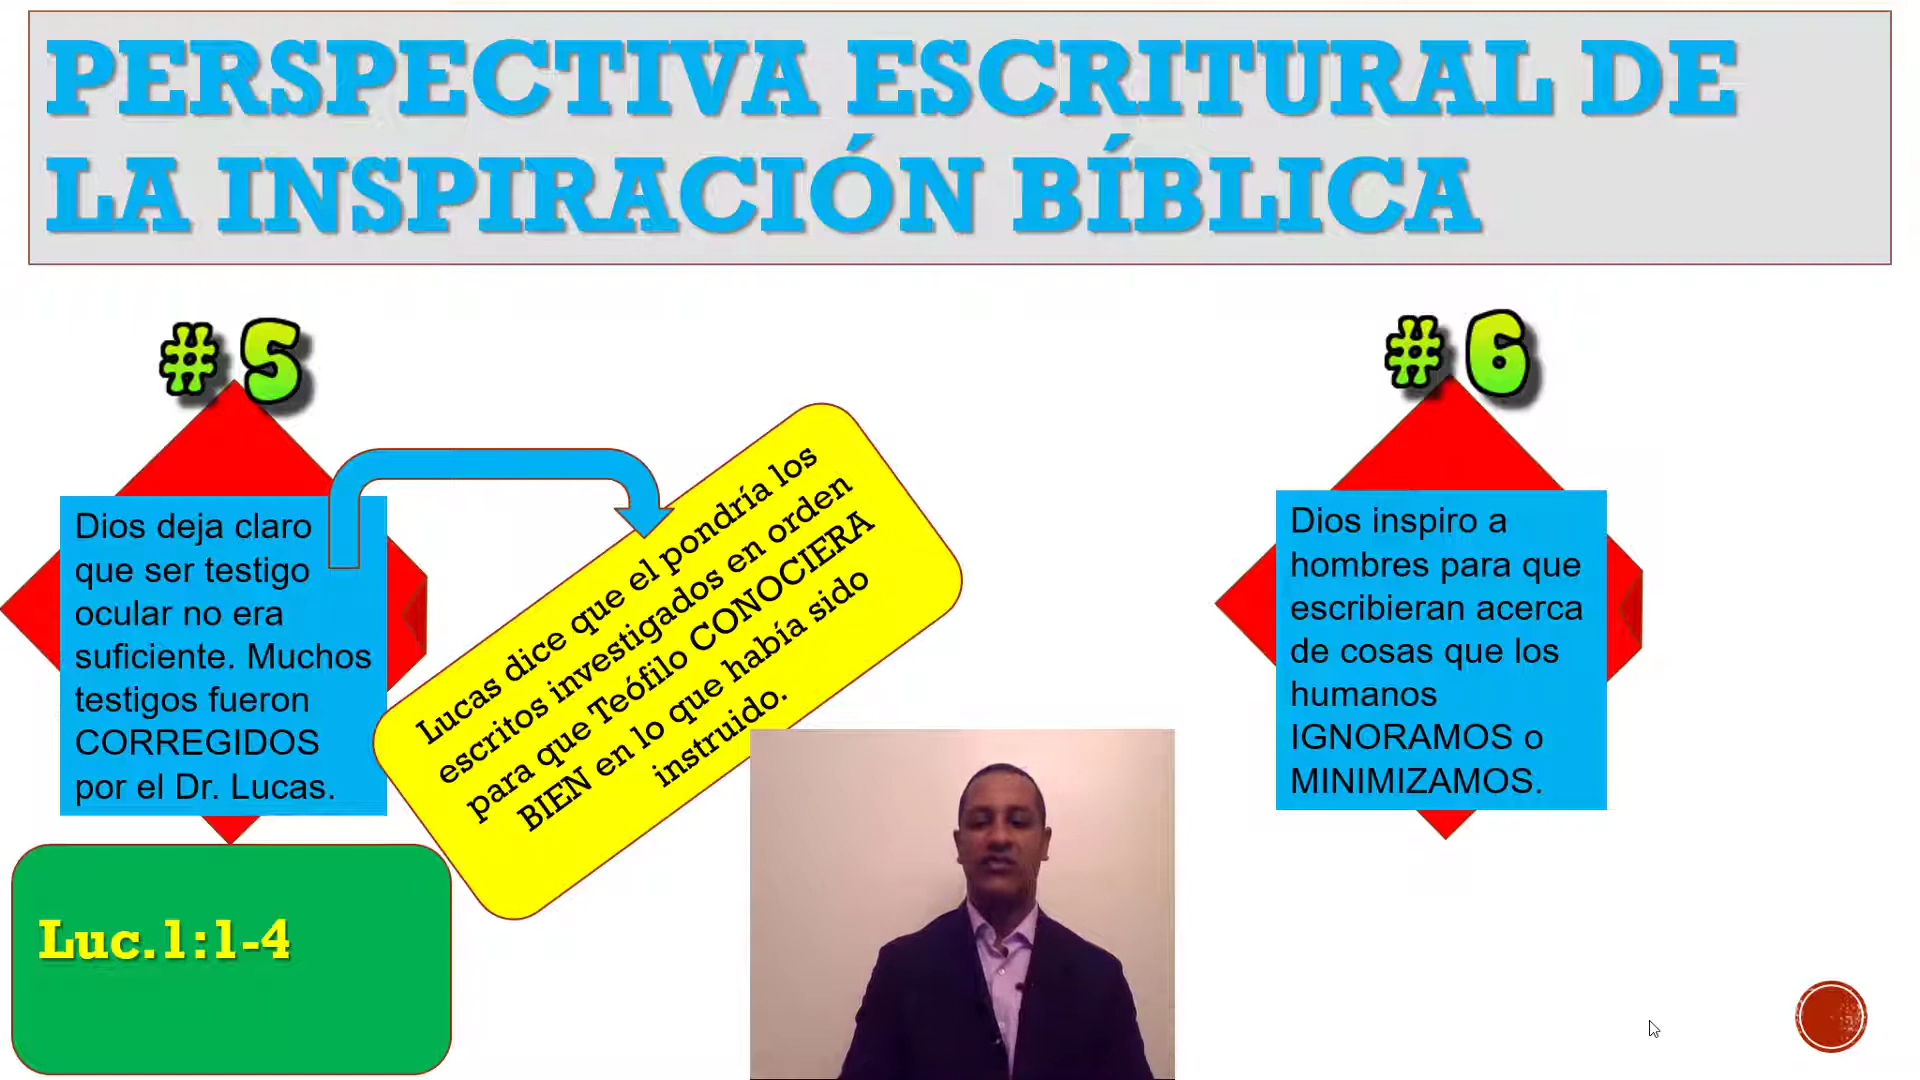 PERSPECTIVA ESCRITURAL DE
LA INSPIRACIÓN BÍBLICA
# 5
Dios deja claro
que ser testigo
ocular no era
suficiente. Muchos
testigos fueron
CORREGIDOS
por el Dr. Lucas.
Lucas dice que el pondría los
escritos investigados en orden
para que Teófilo CONOCIERA
BIEN en lo que había sido
instruido.
Luc.1:1-4
# 6
Dios inspiro a
hombres para que
escribieran acerca
de cosas que los
humanos
IGNORAMOS o
MINIMIZAMOS.